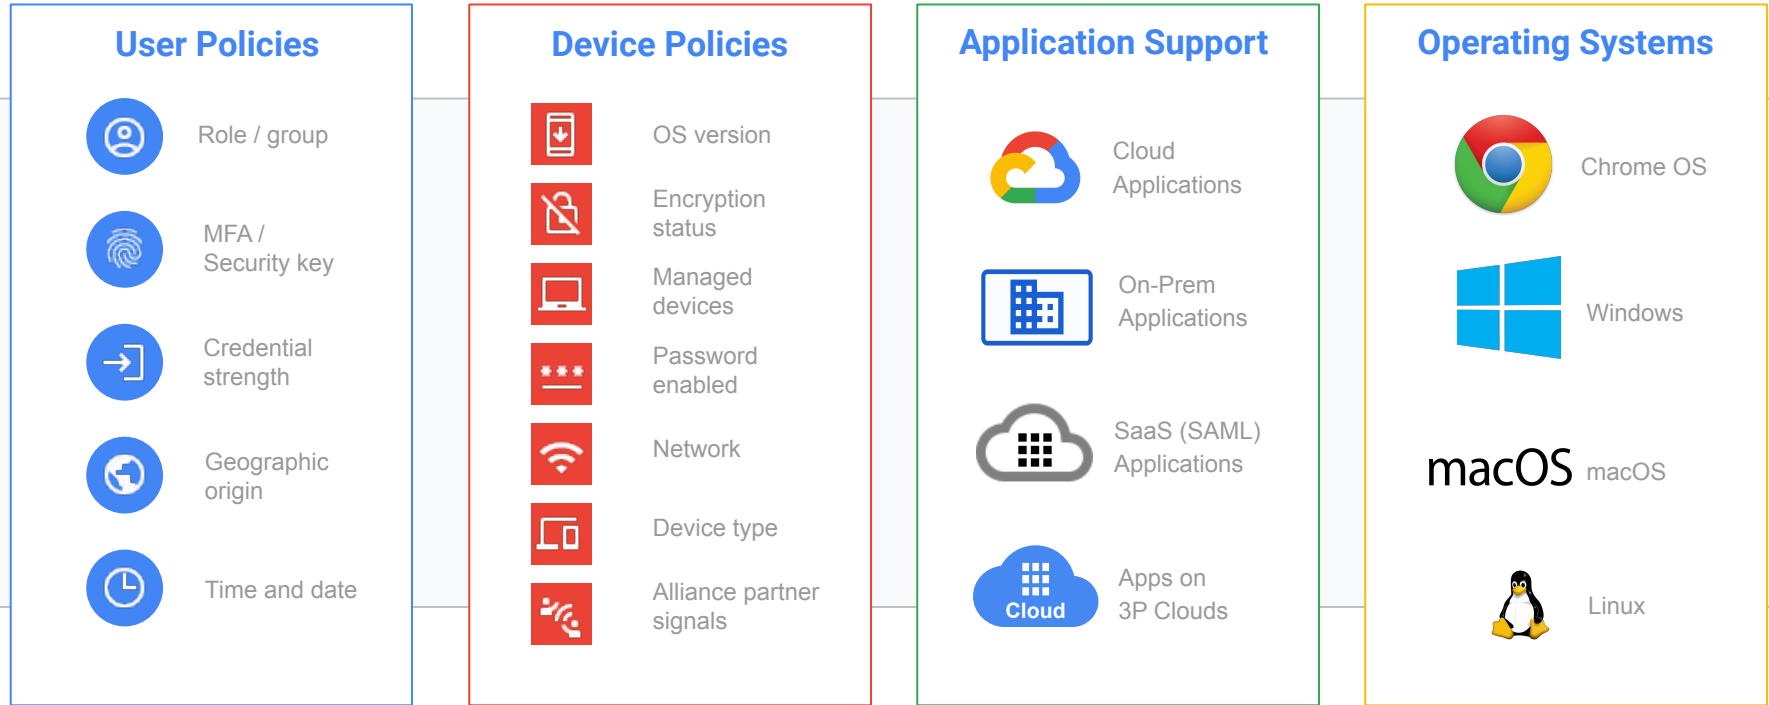 User Policies
Role / group
MFA /
Security key
Credential
strength
Geographic
origin
Time and date
Device Policies
OS version
Encryption
status
Managed
devices
Password
enabled
Network
Device type
Alliance partner
signals
Application Support
Cloud
Applications
On-Prem
Applications
SaaS (SAML)
Applications
Cloud
Apps on
3P Clouds
Operating Systems
Chrome OS
Windows
macOS macOS
Linux